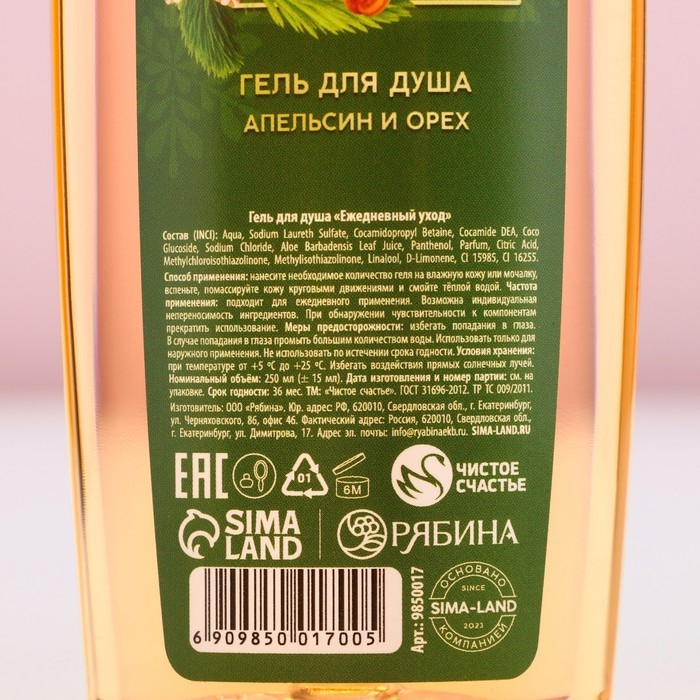 ГЕЛЬ ДЛЯ ДУША
АПЕЛЬСИН И ОРЕХ
Гель для душа «Ежедневный уход»
Состав (INCI): Aqua, Sodium Laureth Sulfate, Cocamidopropyl Betaine, Cocamide DEA, Coco
Glucoside, Sodium Chloride, Aloe Barbadensis Leaf Juice, Panthenol, Parfum, Citric Acid,
Methylchloroisothiazolinone, Methylisothiazolinone, Linalool, D-Limonene, CI 15985, CI 16255.
Способ применения: нанесите необходимое количество геля на влажную кожу или мочалку,
вспеньте, помассируйте кожу круговыми движениями и смойте тёплой водой. Частота
применения: подходит для ежедневного применения. Возможна индивидуальная
непереносимость ингредиентов. При обнаружении чувствительности к компонентам
прекратить использование. Меры предосторожности: избегать попадания в глаза.
В случае попадания в глаза промыть большим количеством воды. Использовать только для
наружного применения. Не использовать по истечении срока годности. Условия хранения:
при температуре от +5 ºС до +25 ºС. Избегать воздействия прямых солнечных лучей.
Номинальный объём: 250 мл (± 15 мл). Дата изготовления и номер партии: см. на
упаковке. Срок годности: 36 мес. ТМ: «Чистое счастье». ГОСТ 31696-2012. ТР ТС 009/2011.
Изготовитель: ООО «Рябина». Юр. адрес: РФ, 620010, Свердловская обл., г. Екатеринбург,
ул. Черняховского, 86, офис 46. Фактический адрес: Россия, 620010, Свердловская обл.,
г. Екатеринбург, ул. Димитрова, 17. Адрес эл. почты: info@ryabinaekb.ru. SIMA-LAND.RU
EAC
01
6M
ЧИСТОЕ
СЧАСТЬЕ
SIMA
LAND
РЯБИНА
6 909850 017005
Арт.: 9850017
ОСНОВАНО
SINCE
SIMA-LAND
2023
КОМПАНИЕЙ